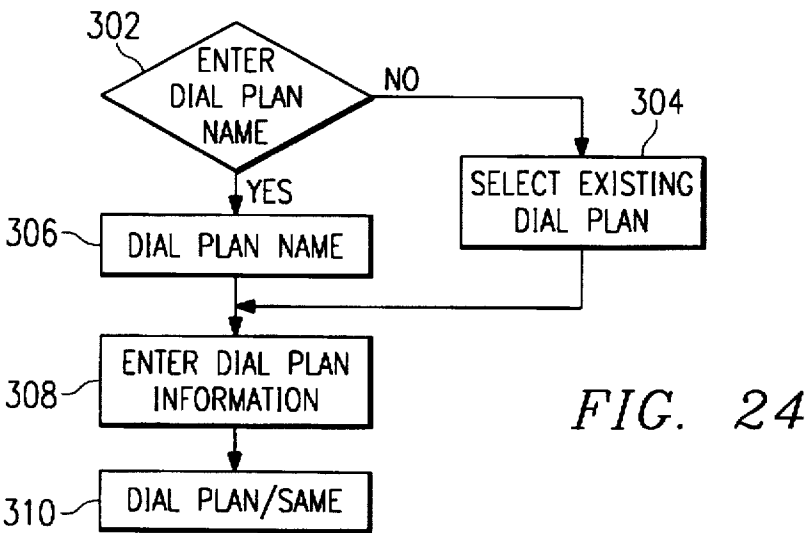 302
ENTER
DIAL PLAN
NAME
NO
304
SELECT EXISTING
DIAL PLAN
YES
306
DIAL PLAN NAME
308
ENTER DIAL PLAN
INFORMATION
FIG. 24
310
DIAL PLAN/SAME